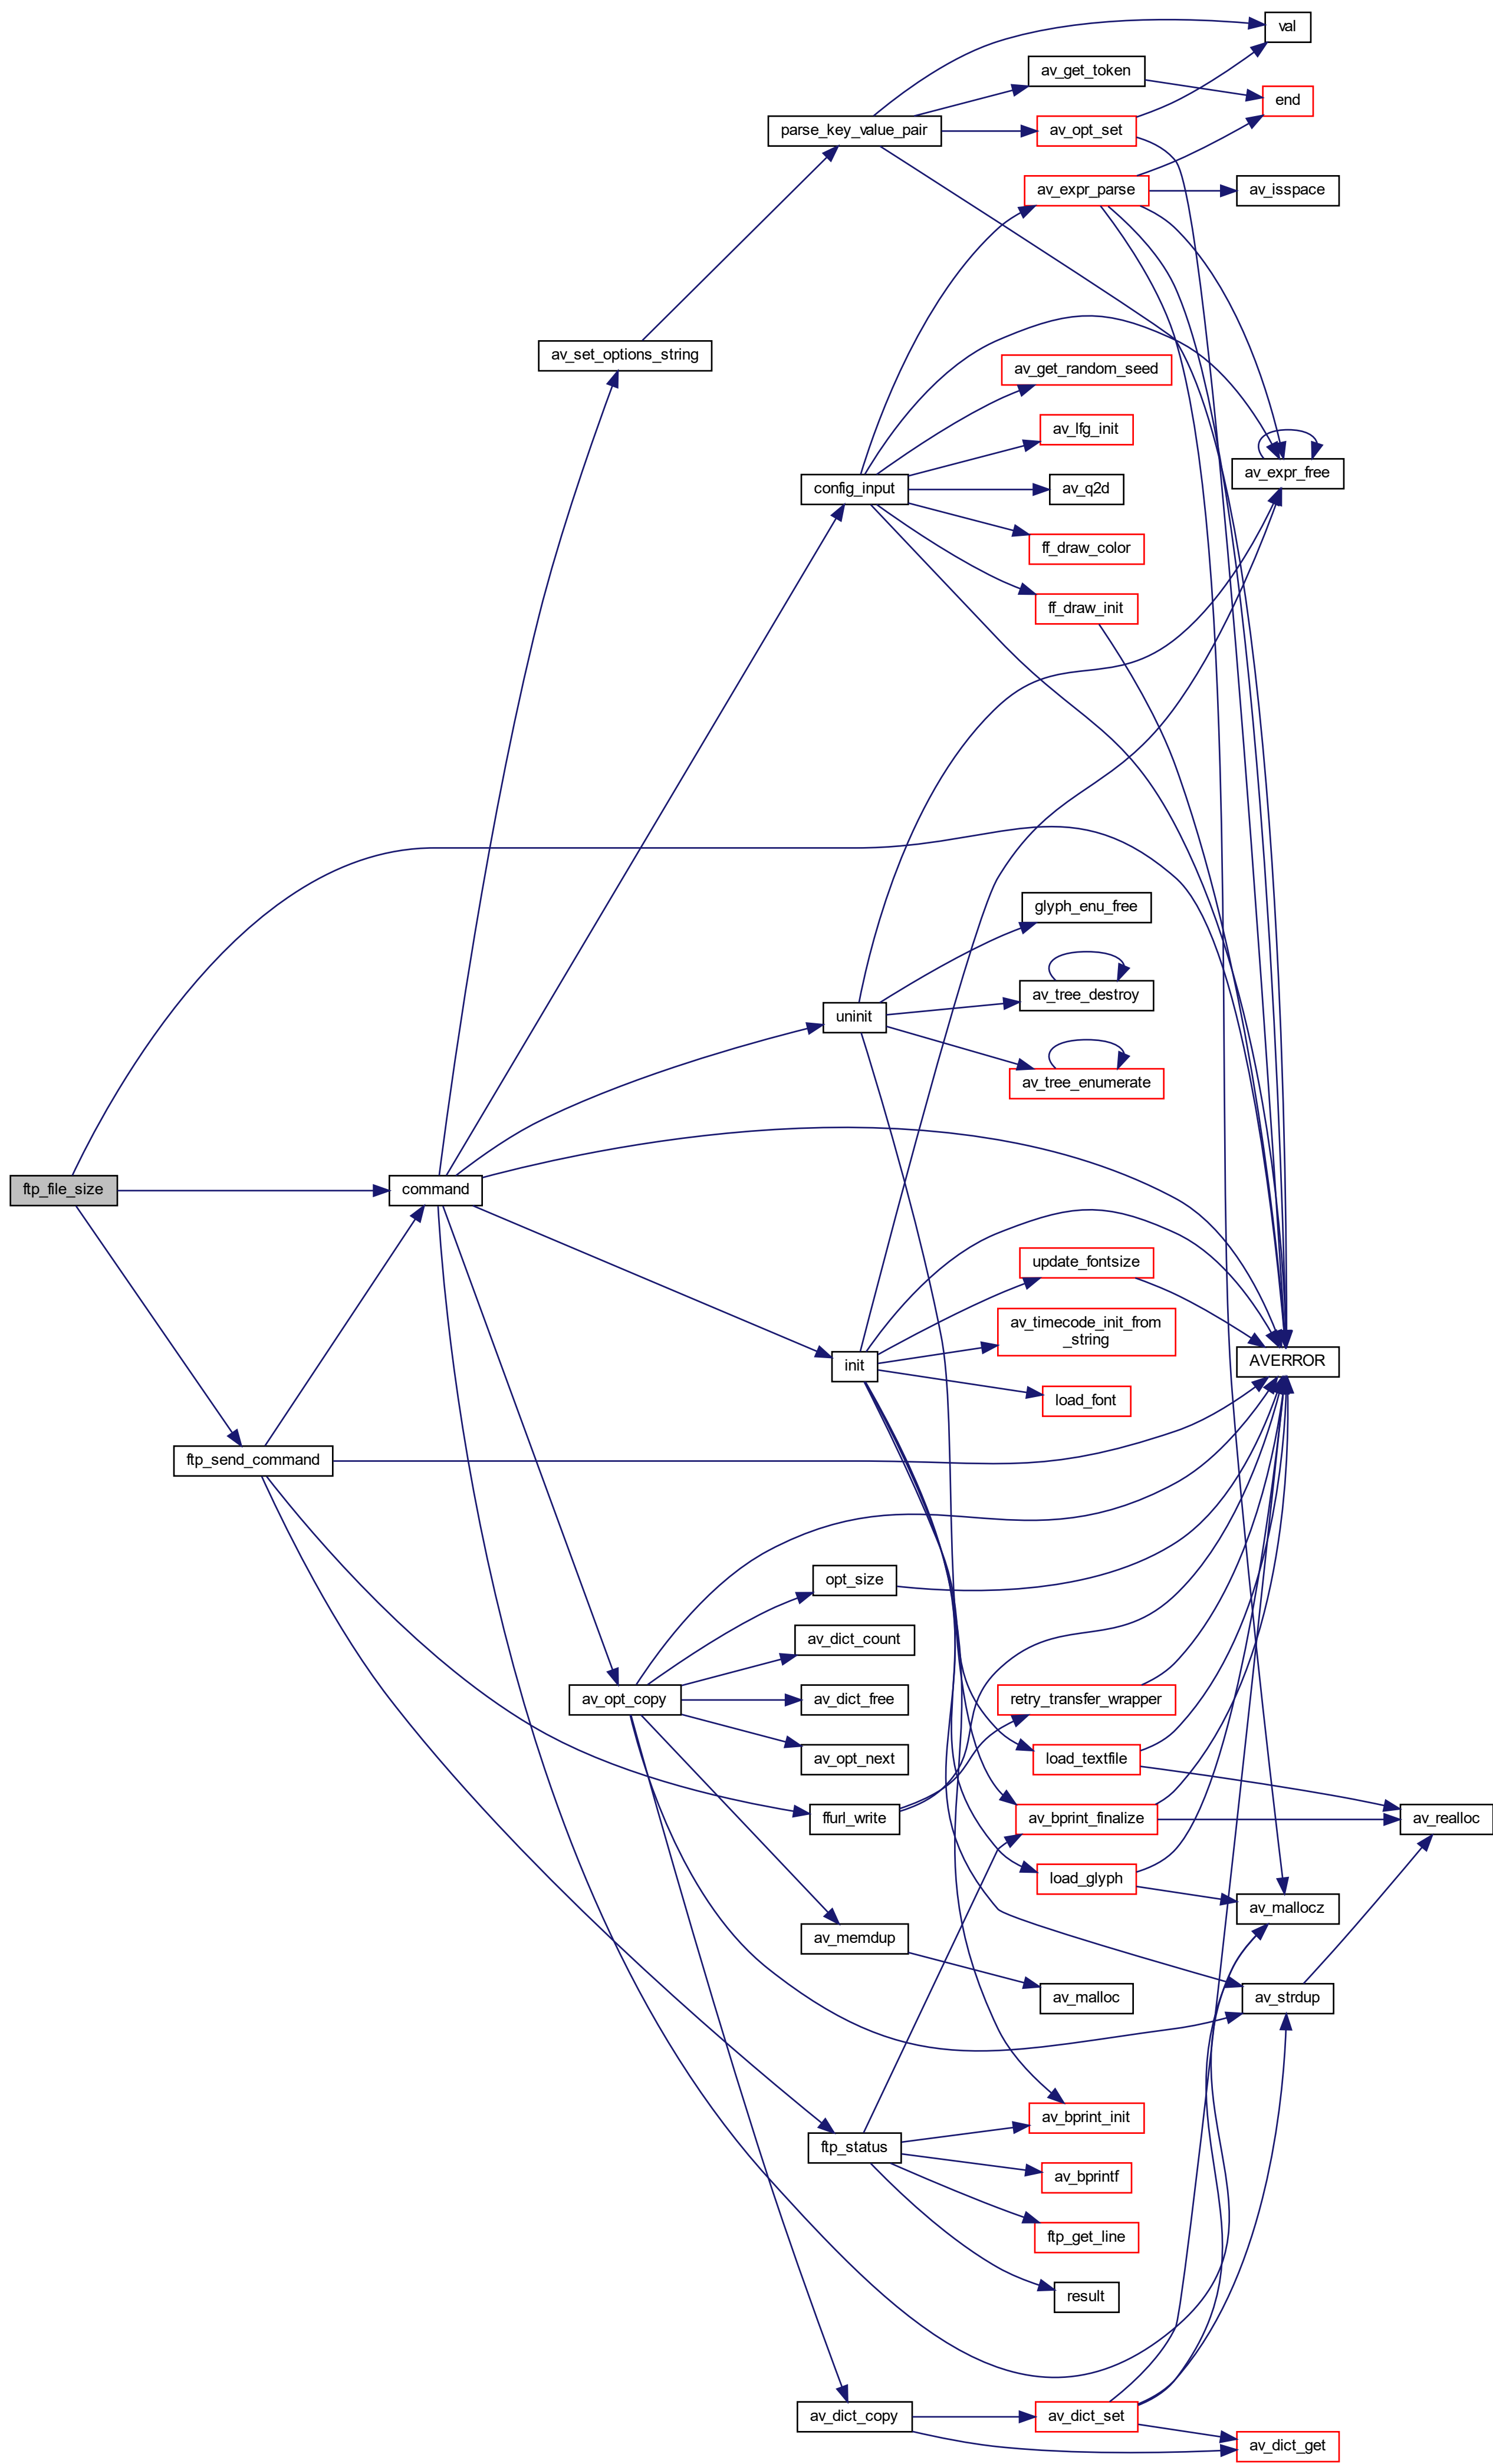 val
av_get_token
end
parse_key_value_pair
av_opt_set
av_expr_parse
av_isspace
av_set_options_string
av_get_random_seed
av_lfg_init
av_expr_free
config_input
av_q2d
ff_draw_color
ff_draw_init
glyph_enu_free
av_tree_destroy
uninit
av_tree_enumerate
ftp_file_size
command
update_fontsize
av_timecode_init_from
_string
init
AVERROR
load_font
ftp_send_command
opt_size
av_dict_count
av_opt_copy
av_dict_free
retry_transfer_wrapper
av_opt_next
load_textfile
ffurl_write
av_bprint_finalize
av_realloc
load_glyph
av_mallocz
av_memdup
av_malloc
av_strdup
av_bprint_init
ftp_status
av_bprintf
ftp_get_line
result
av_dict_copy
av_dict_set
av_dict_get